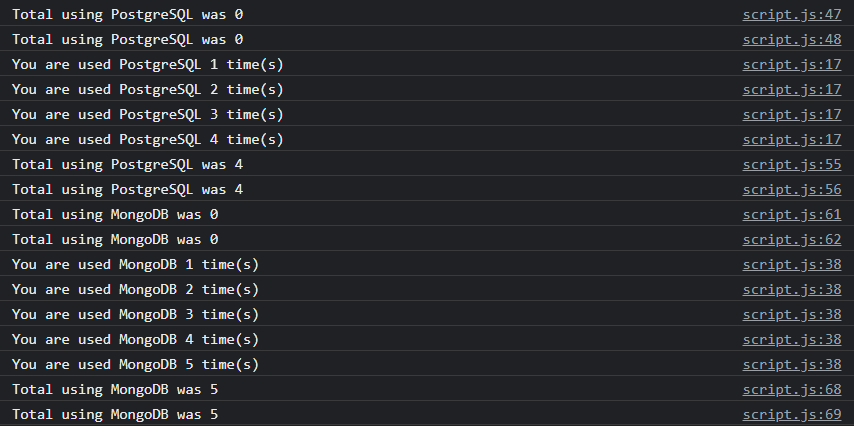 Total using PostgreSQL was 0 script.js:47
Total using PostgreSQL was 0 script.js:48
You are used PostgreSQL 1 time(s) script.js:17
You are used PostgreSQL 2 time(s) script.js:17
You are used PostgreSQL 3 time(s) script.js:17
You are used PostgreSQL 4 time(s) script.js:17
Total using PostgreSQL was 4 script.js:55
Total using PostgreSQL was 4 script.js:56
Total using MongoDB was 0 script.js:61
Total using MongoDB was 0 script.js:62
You are used MongoDB 1 time(s) script.js:38
You are used MongoDB 2 time(s) script.js:38
You are used MongoDB 3 time(s) script.js:38
You are used MongoDB 4 time(s) script.js:38
You are used MongoDB 5 time(s) script.js:38
Total using MongoDB was 5 script.js:68
Total using MongoDB was 5 script.js:69